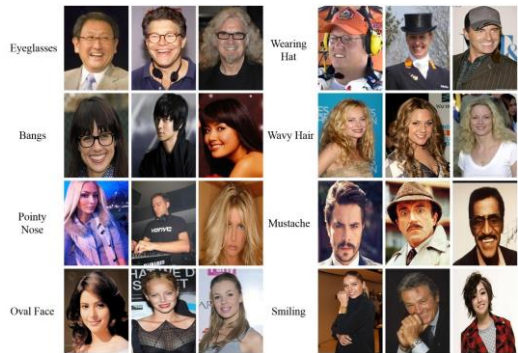 Eyeglasses
Wearing
Hat
Bangs
Wavy Hair
Pointy
Nose
Mustache
Oval Face
Smiling